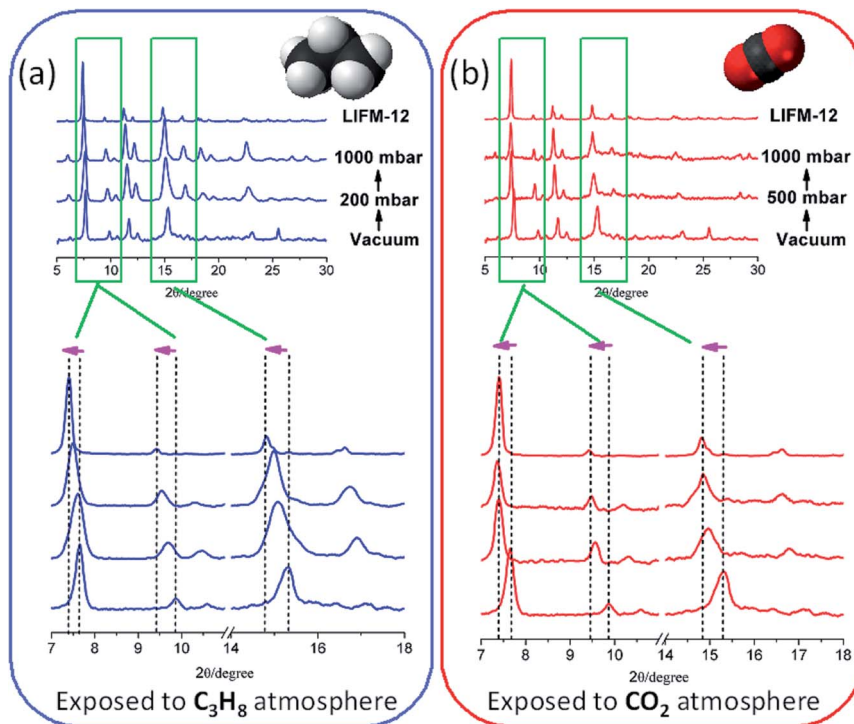 (a)
LIFM-12
1000 mbar
200 mbar
Vacuum
5 10 15 20 25 30
2θ/degree
7 8 9 10 14 15 16 17 18
2θ/degree
Exposed to C₃H₈ atmosphere
(b)
LIFM-12
1000 mbar
500 mbar
Vacuum
5 10 15 20 25 30
2θ/degree
7 8 9 10 14 15 16 17 18
2θ/degree
Exposed to CO₂ atmosphere